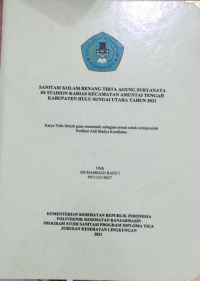 SANITASI KOLAM RENANG TIRTA AGUNG SURYANATA
DI STADION KARIAS KECAMATAN AMUNTAI TENGAH
KABUPATEN HULU SUNGAI UTARA TAHUN 2021
Karya Tulis Ilmiah guna memenuhi sebagian syarat untuk memperoleh
Predikat Ahli Madya Kesehatan
Oleh
MUHAMMAD
KEMENTERIAN KESEHATAN REPUBLIK INDONESIA
POLITEKNIK KESEHATAN BANJARMASIN
PROGRAM STUDI SANITASI PROGRAM DIPLOMA TIGA
JURUSAN KESEHATAN LINGKUNGAN
2021